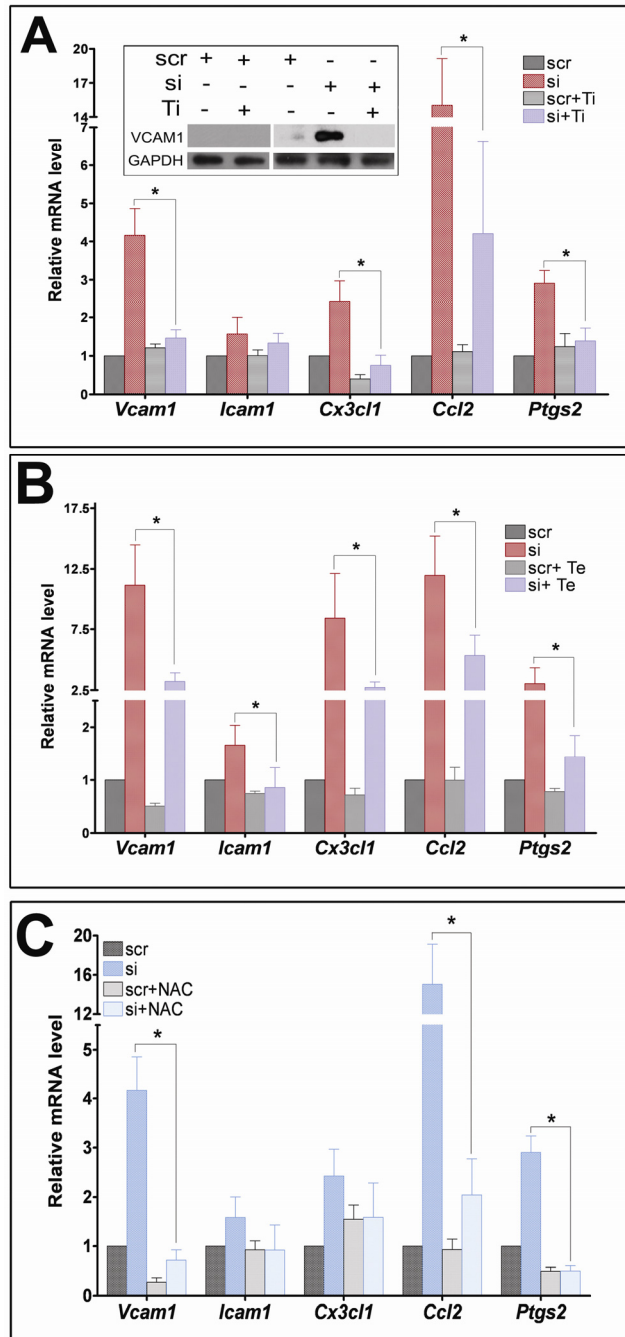 A
Relative mRNA level
20
17
14
7
6
5
4
3
2
1
0
scr + + + - -
si - - - + +
Ti - + - - +
VCAM1
GAPDH
scr
si
scr+Ti
si+Ti
* * * *
Vcam1 Icam1 Cx3cl1 Ccl2 Ptgs2
B
Relative mRNA level
17.5
12.5
7.5
2.5
2
1
0
scr
si
scr+ Te
si+ Te
* * * * *
Vcam1 Icam1 Cx3cl1 Ccl2 Ptgs2
C
Relative mRNA level
20
16
12
5
4
3
2
1
0
scr
si
scr+NAC
si+NAC
* * *
Vcam1 Icam1 Cx3cl1 Ccl2 Ptgs2